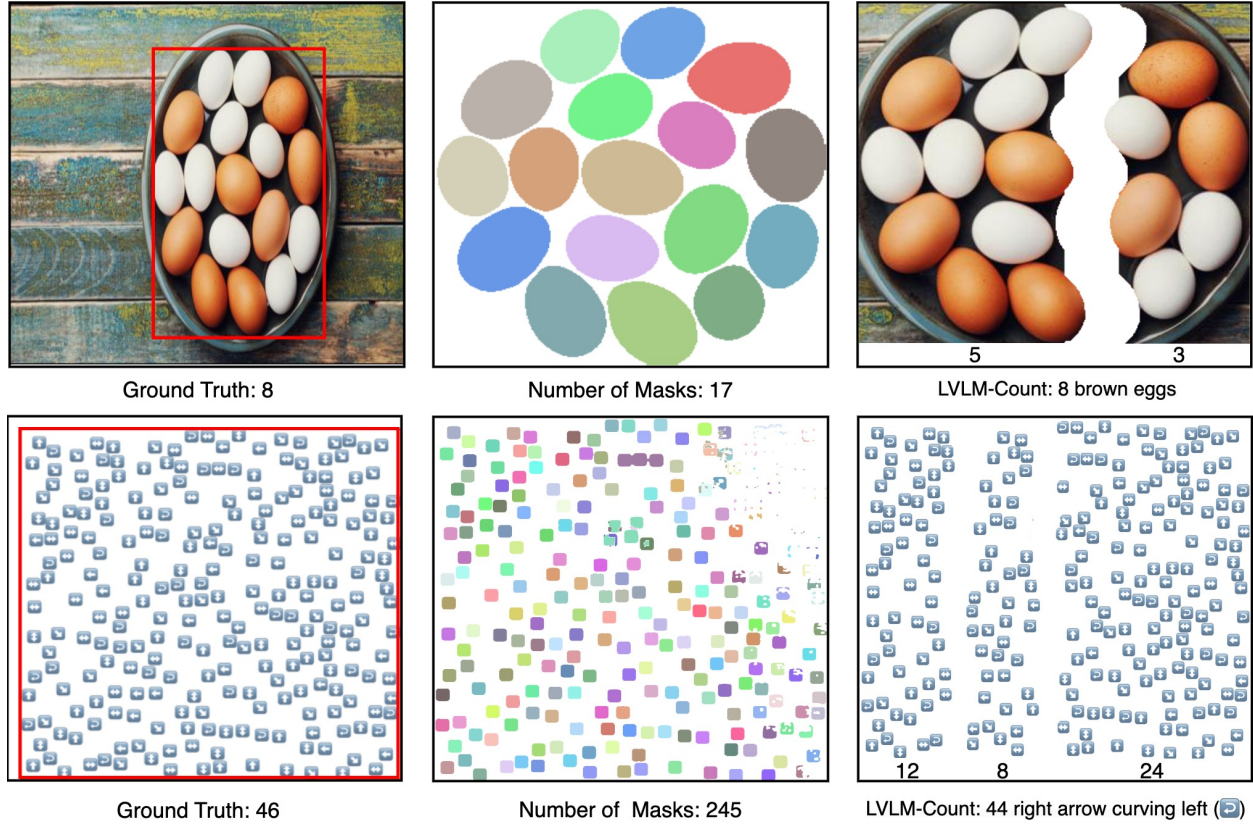 5 3
Ground Truth: 8
Number of Masks: 17
LVLM-Count: 8 brown eggs
12 8 24
Ground Truth: 46
Number of Masks: 245
LVLM-Count: 44 right arrow curving left (↩)